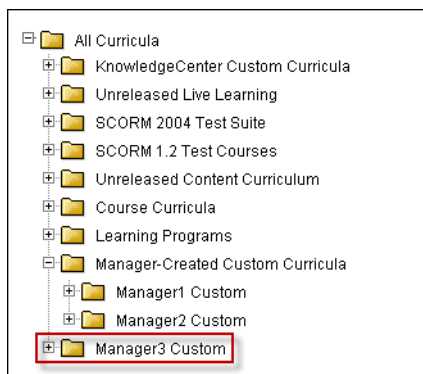 All Curricula
KnowledgeCenter Custom Curricula
Unreleased Live Learning
SCORM 2004 Test Suite
SCORM 1.2 Test Courses
Unreleased Content Curriculum
Course Curricula
Learning Programs
Manager-Created Custom Curricula
Manager1 Custom
Manager2 Custom
Manager3 Custom